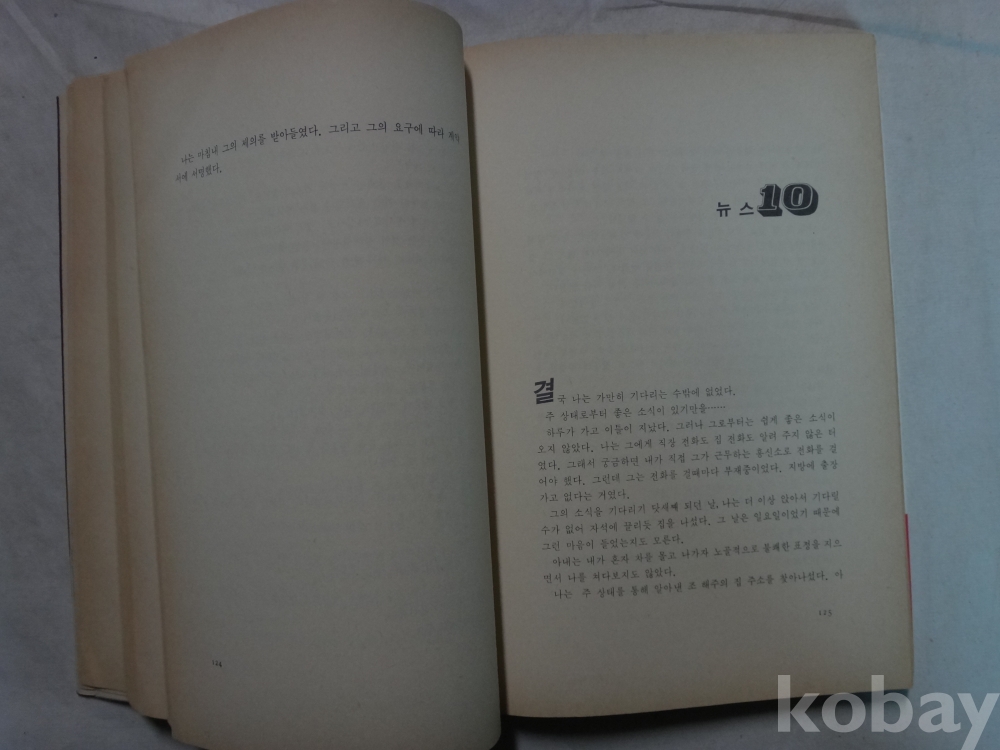 나는 마침내 그의 제의를 받아들였다. 그리고 그의 요구에 따라 계약
서에 서명했다.
124
뉴스 10
결국 나는 가만히 기다리는 수밖에 없었다.
주 상태로부터 좋은 소식이 있기만을……
하루가 가고 이틀이 지났다. 그러나 그로부터는 쉽게 좋은 소식이
오지 않았다. 나는 그에게 직장 전화도 집 전화도 알려 주지 않은 터
였다. 그래서 궁금하면 내가 직접 그가 근무하는 흥신소로 전화를 걸
어야 했다. 그런데 그는 전화를 걸때마다 부재중이었다. 지방에 출장
가고 없다는 거였다.
그의 소식을 기다리기 닷새째 되던 날, 나는 더 이상 앉아서 기다릴
수가 없어 자석에 끌리듯 집을 나섰다. 그 날은 일요일이었기 때문에
그런 마음이 들었는지도 모른다.
아내는 내가 혼자 차를 몰고 나가자 노골적으로 불쾌한 표정을 지으
면서 나를 쳐다보지도 않았다.
나는 주 상태를 통해 알아낸 조 해주의 집 주소를 찾아나섰다. 아
125
kobay